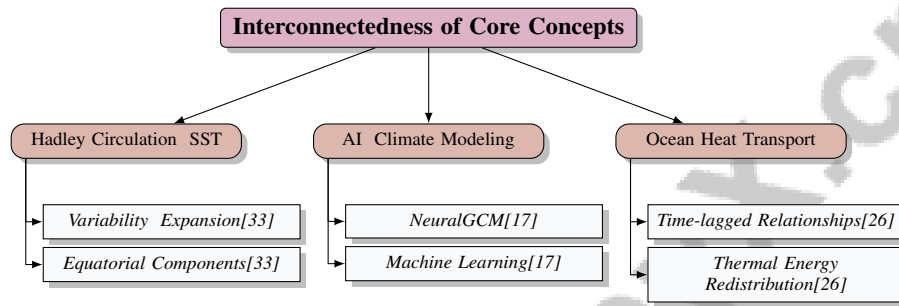 Interconnectedness of Core Concepts
Hadley Circulation SST
AI Climate Modeling
Ocean Heat Transport
Variability Expansion[33]
Equatorial Components[33]
NeuralGCM[17]
Machine Learning[17]
Time-lagged Relationships[26]
Thermal Energy
Redistribution[26]